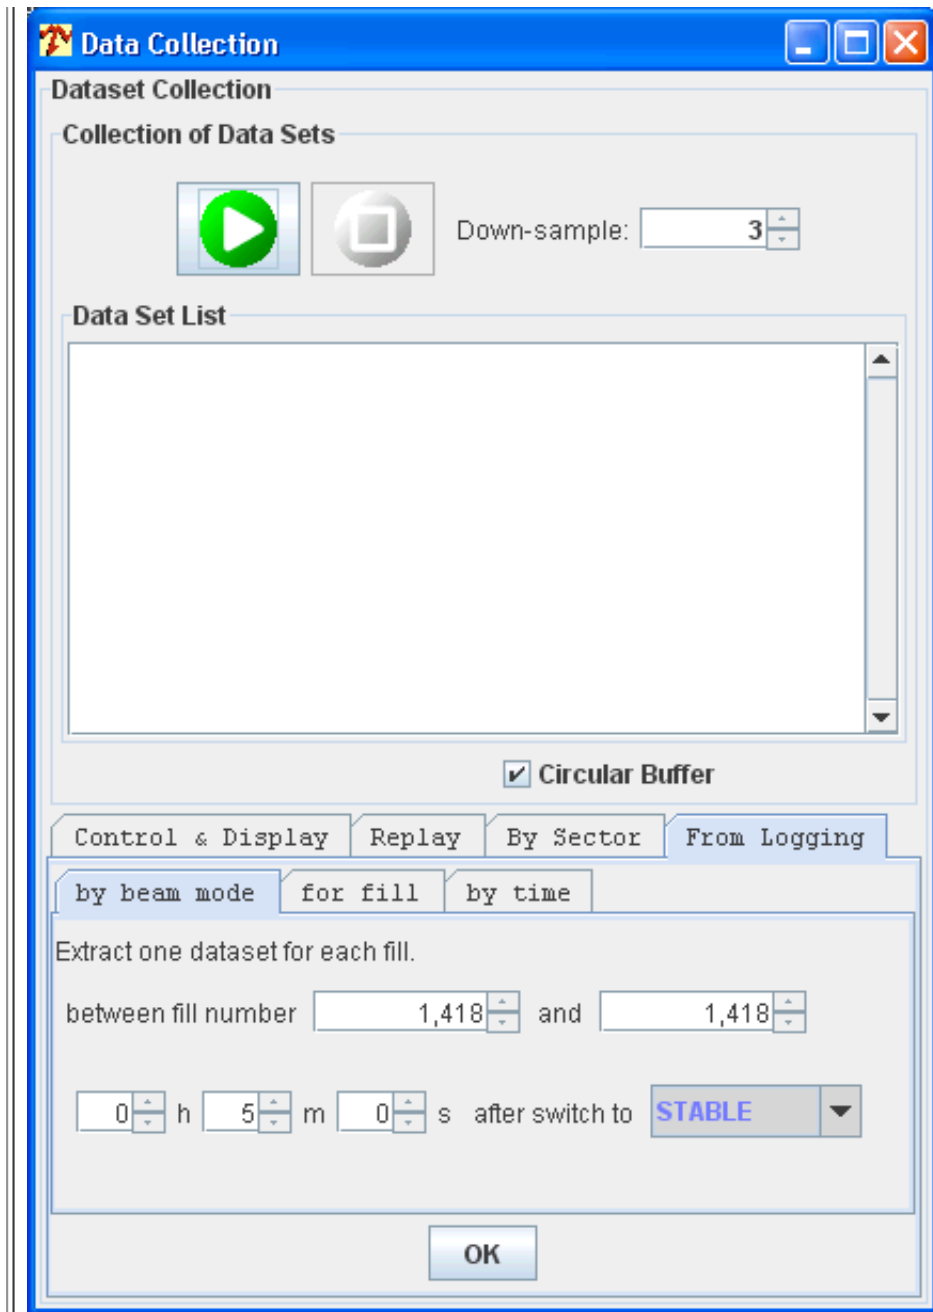 Data Collection
Dataset Collection
Collection of Data Sets
Down-sample: 3
Data Set List
Circular Buffer
Control & Display Replay By Sector From Logging
by beam mode for fill by time
Extract one dataset for each fill.
between fill number 1,418 and 1,418
0 h 5 m 0 s after switch to STABLE
OK